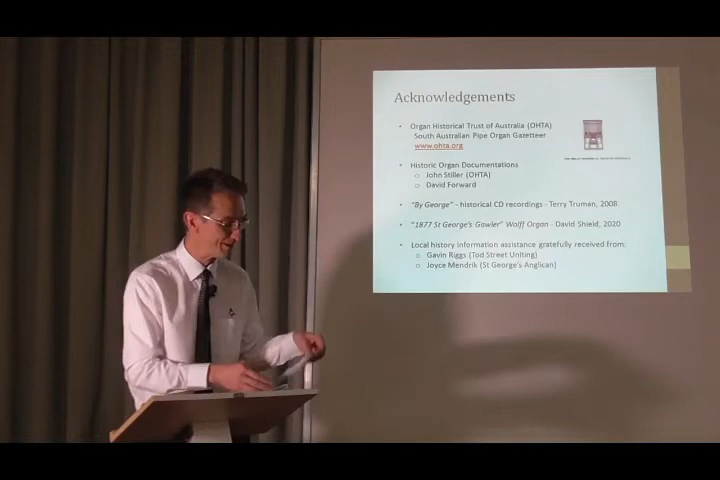 Acknowledgements
• Organ Historical Trust of Australia (OHTA)
South Australian Pipe Organ Gazetteer
www.ohta.org
• Historic Organ Documentations
○ John Stiller (OHTA)
○ David Forward
• "By George" - historical CD recordings - Terry Truman, 2008
• "1877 St George's Gawler" Wolff Organ - David Shield, 2020
• Local history information assistance gratefully received from:
○ Gavin Riggs (Tod Street Uniting)
○ Joyce Mendrik (St George's Anglican)